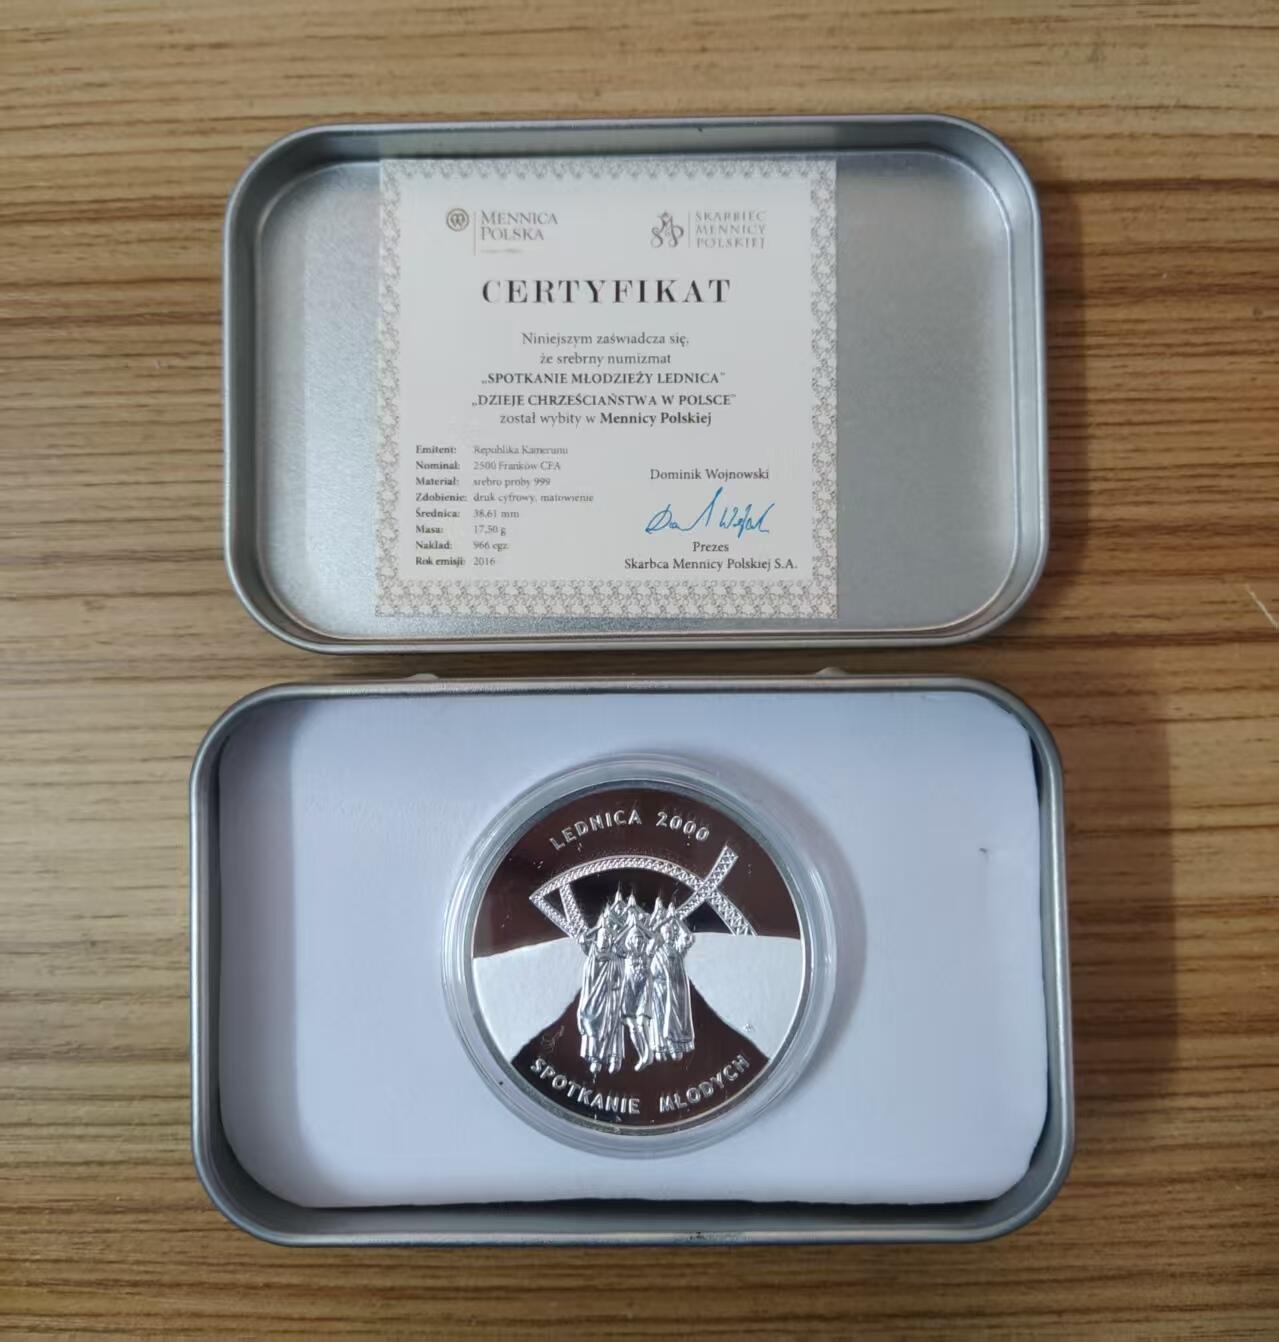 MENNICA
POLSKA
SKARBIEC
MENNICY
POLSKIEJ
CERTYFIKAT
Niniejszym zaświadcza się,
że srebrny numizmat
„SPOTKANIE MŁODZIEŻY LEDNICA”
„DZIEJE CHRZEŚCIAŃSTWA W POLSCE”
został wybity w Mennicy Polskiej
Emitent: Republika Kamerunu
Nominał: 2500 Franków CFA
Materiał: srebro próby 999
Zdobienie: druk cyfrowy, matowienie
Średnica: 38,61 mm
Masa: 17,50 g
Nakład: 966 egz.
Rok emisji: 2016
Dominik Wojnowski
Prezes
Skarbca Mennicy Polskiej S.A.
LEDNICA 2000
SPOTKANIE MŁODYCH